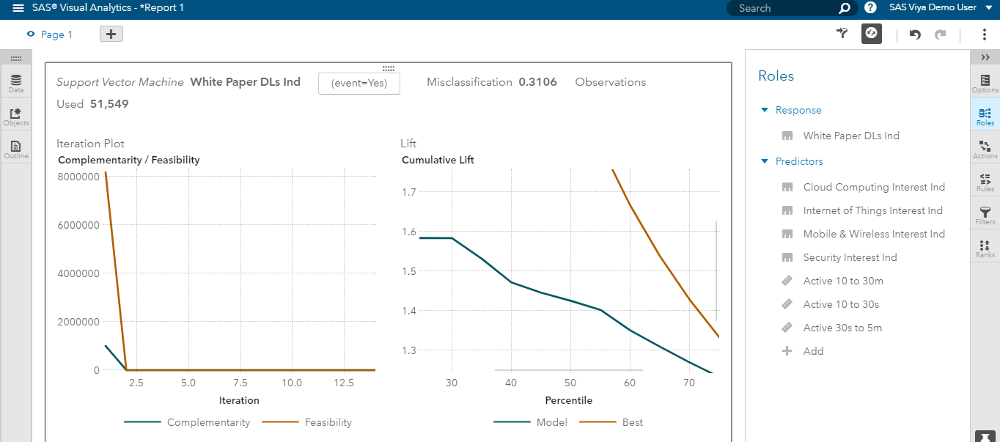 SAS® Visual Analytics - *Report 1
Search
?
SAS Viya Demo User
Page 1
Data
Objects
Outline
Support Vector Machine White Paper DLs Ind (event=Yes) Misclassification 0.3106 Observations
Used 51,549
Iteration Plot
Complementarity / Feasibility
8000000
6000000
4000000
2000000
0
2.5 5.0 7.5 10.0 12.5
Iteration
Complementarity Feasibility
Lift
Cumulative Lift
1.7
1.6
1.5
1.4
1.3
30 40 50 60 70
Percentile
Model Best
Roles
Response
White Paper DLs Ind
Predictors
Cloud Computing Interest Ind
Internet of Things Interest Ind
Mobile & Wireless Interest Ind
Security Interest Ind
Active 10 to 30m
Active 10 to 30s
Active 30s to 5m
Add
Options
Roles
Actions
Rules
Filters
Ranks